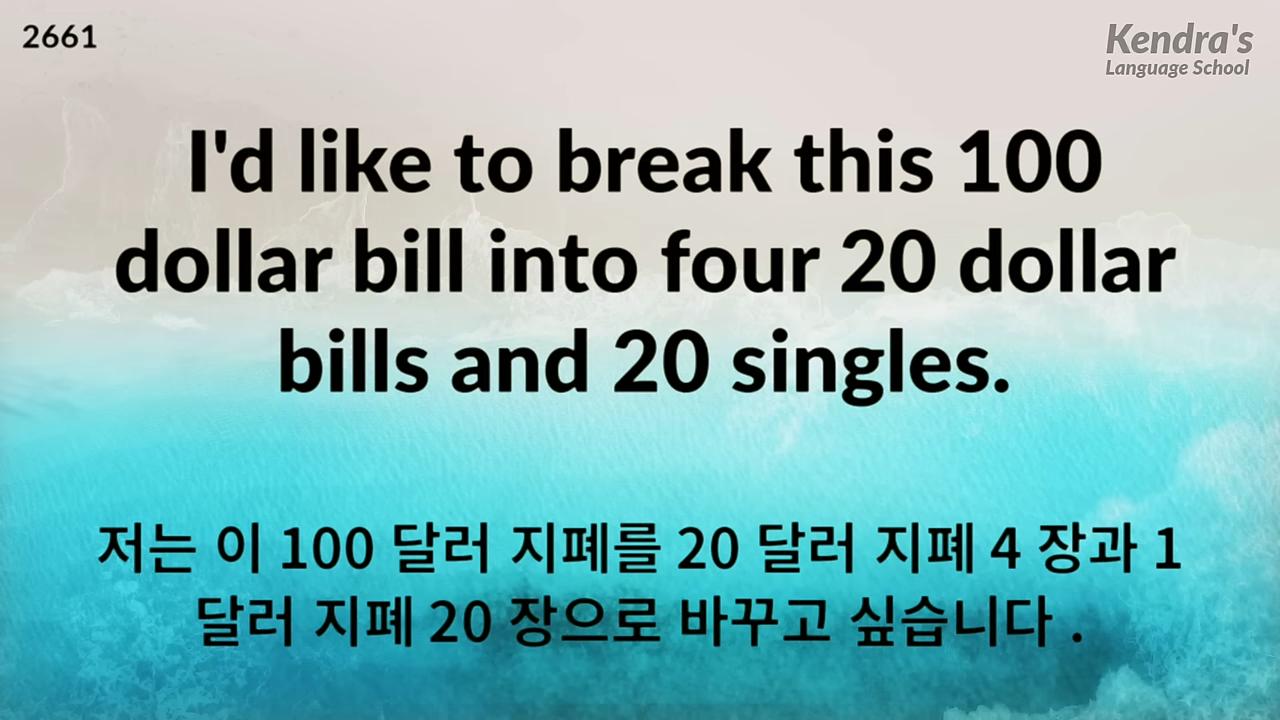 2661
Kendra's
Language School
I'd like to break this 100
dollar bill into four 20 dollar
bills and 20 singles.
저는 이 100 달러 지폐를 20 달러 지폐 4 장과 1
달러 지폐 20 장으로 바꾸고 싶습니다 .